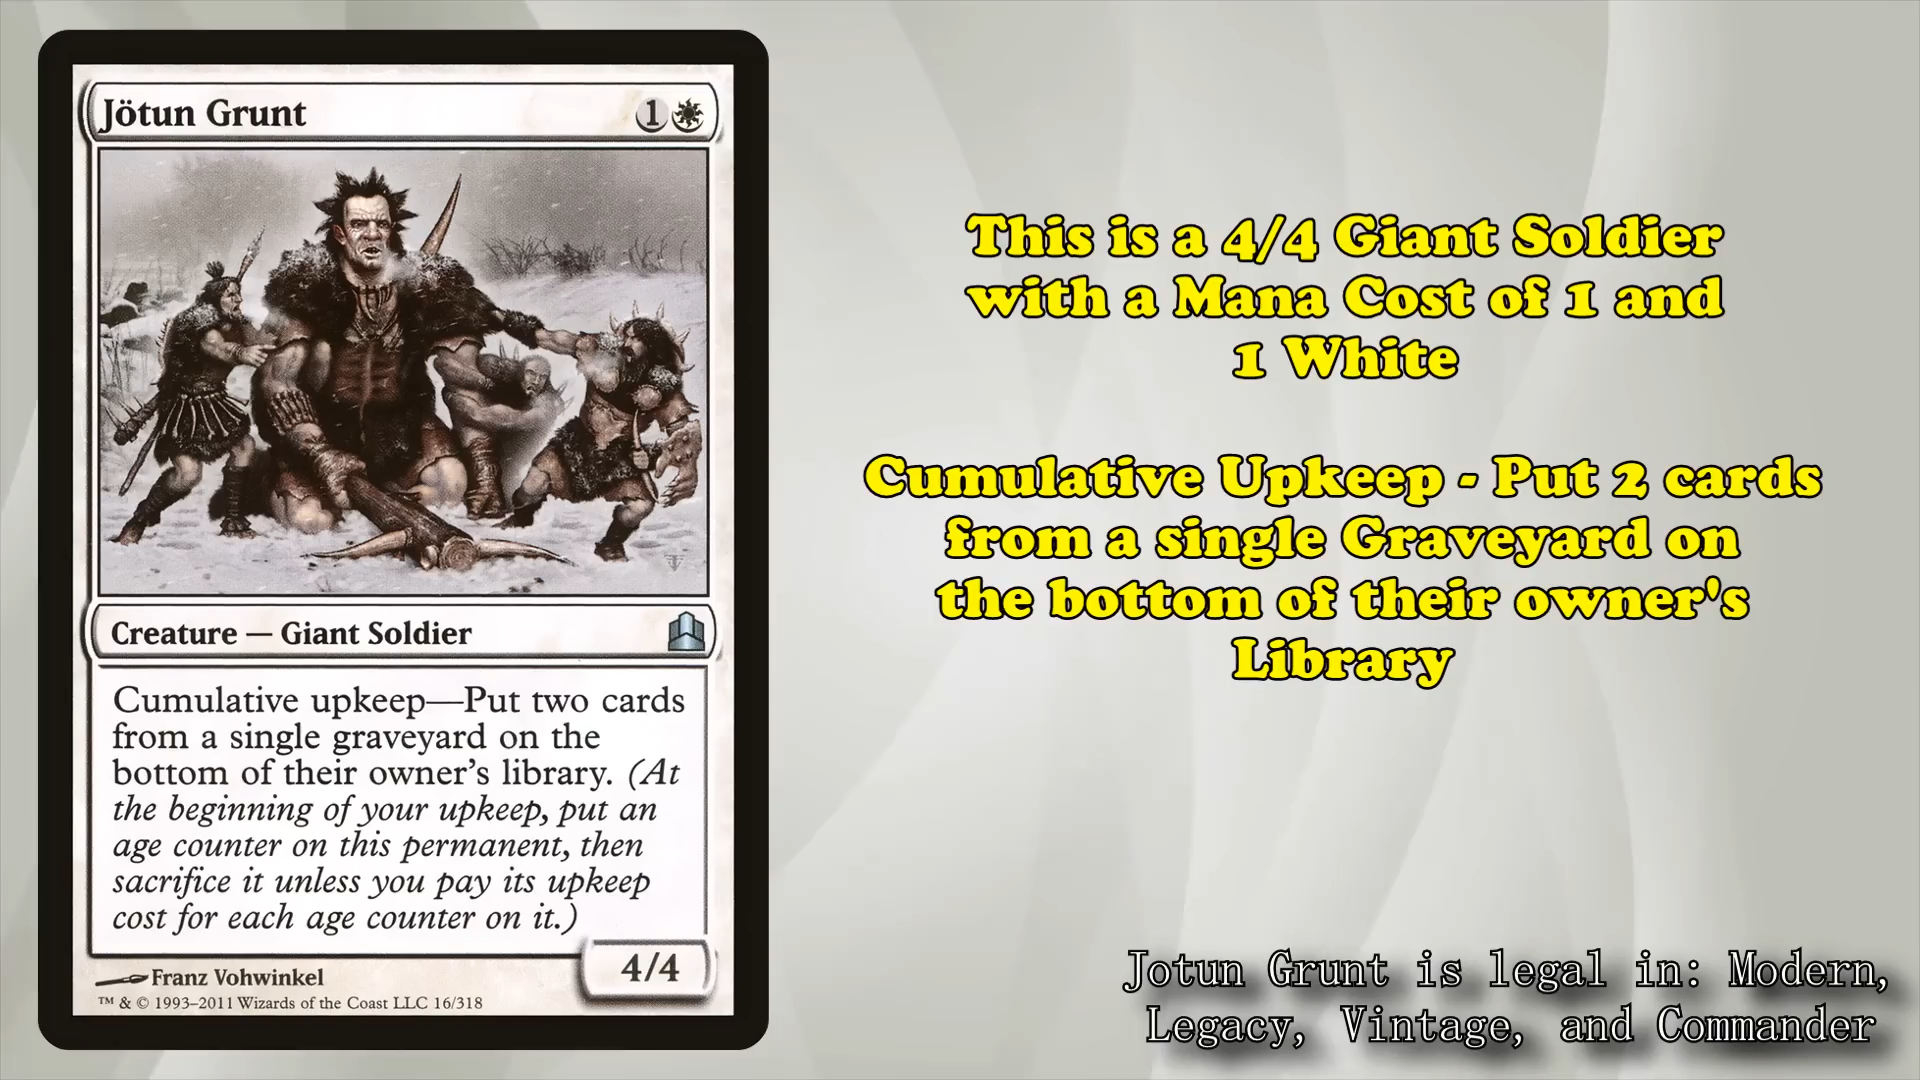 Jötun Grunt
1
Creature — Giant Soldier
Cumulative upkeep—Put two cards
from a single graveyard on the
bottom of their owner's library. (At
the beginning of your upkeep, put an
age counter on this permanent, then
sacrifice it unless you pay its upkeep
cost for each age counter on it.)
4/4
Franz Vohwinkel
™ & © 1993–2011 Wizards of the Coast LLC 16/318
This is a 4/4 Giant Soldier
with a Mana Cost of 1 and
1 White
Cumulative Upkeep - Put 2 cards
from a single Graveyard on
the bottom of their owner's
Library
Jotun Grunt is legal in: Modern,
Legacy, Vintage, and Commander